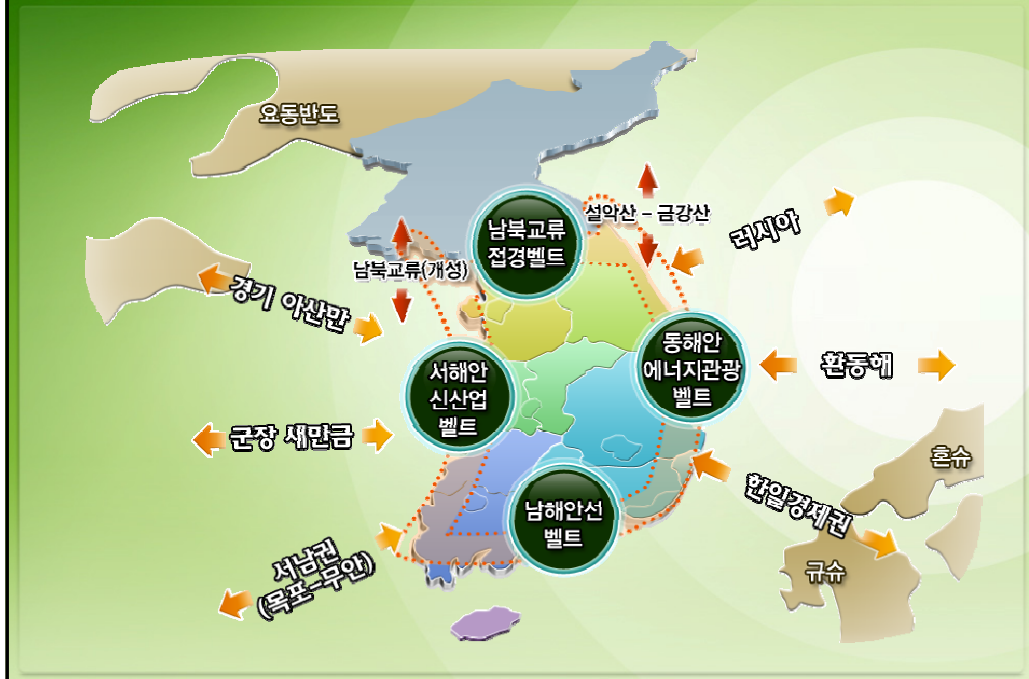 요동반도
남북교류
접경벨트
설악산 - 금강산
러시아
남북교류(개성)
경기 아산만
서해안
신산업
벨트
동해안
에너지관광
벨트
환동해
군장 새만금
혼슈
한일경제권
남해안선
벨트
서남권
(목포-무안)
규슈